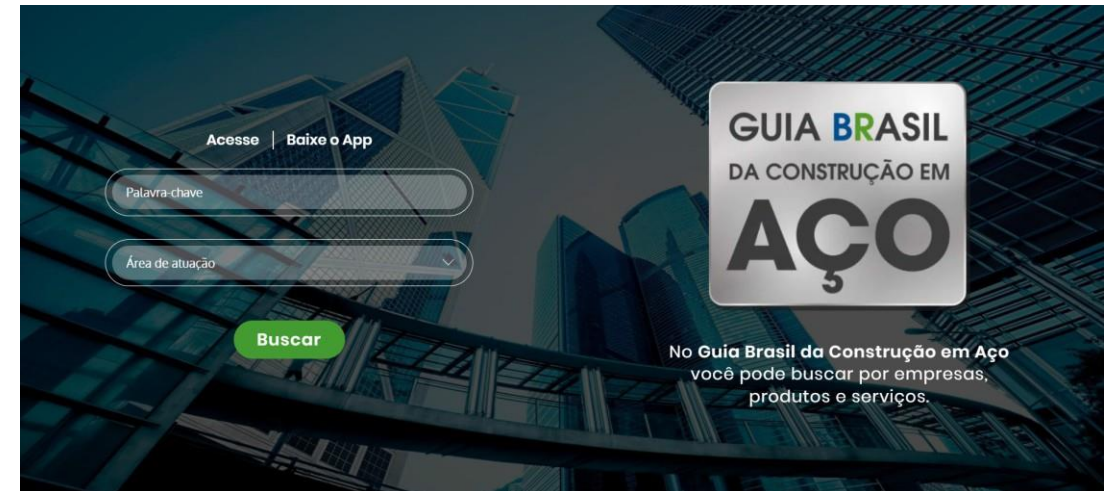 Acesse | Baixe o App
Palavra-chave
Área de atuação
Buscar
GUIA BRASIL
DA CONSTRUÇÃO EM
AÇO
No Guia Brasil da Construção em Aço
você pode buscar por empresas,
produtos e serviços.